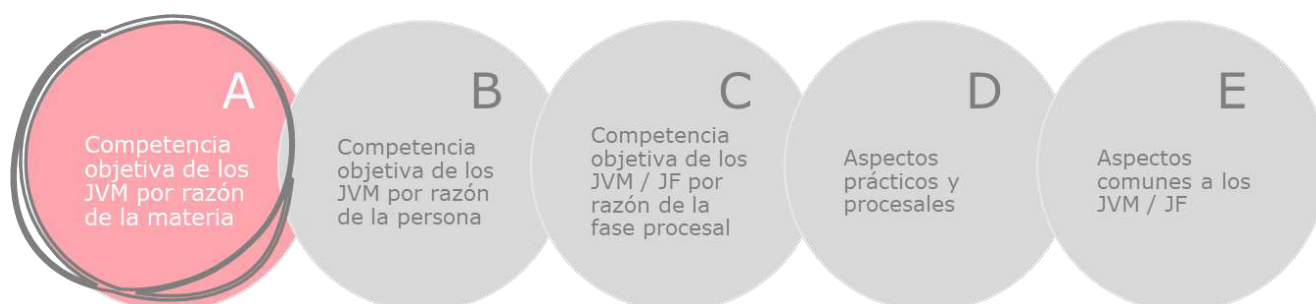 A
Competencia
objetiva de los
JVM por razón
de la materia
B
Competencia
objetiva de los
JVM por razón
de la persona
C
Competencia
objetiva de los
JVM / JF por
razón de la
fase procesal
D
Aspectos
prácticos y
procesales
E
Aspectos
comunes a los
JVM / JF